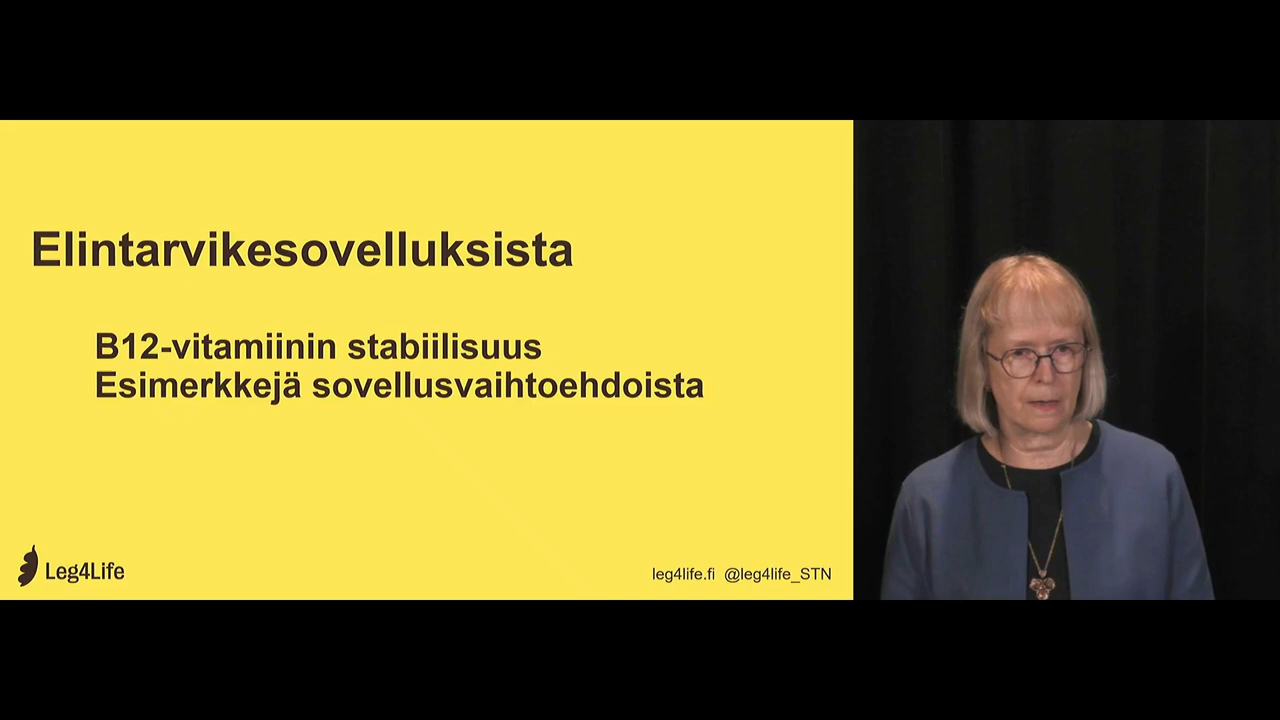 Elintarvikesovelluksista
B12-vitamiinin stabiilisuus
Esimerkkejä sovellusvaihtoehdoista
Leg4Life
leg4life.fi @leg4life_STN